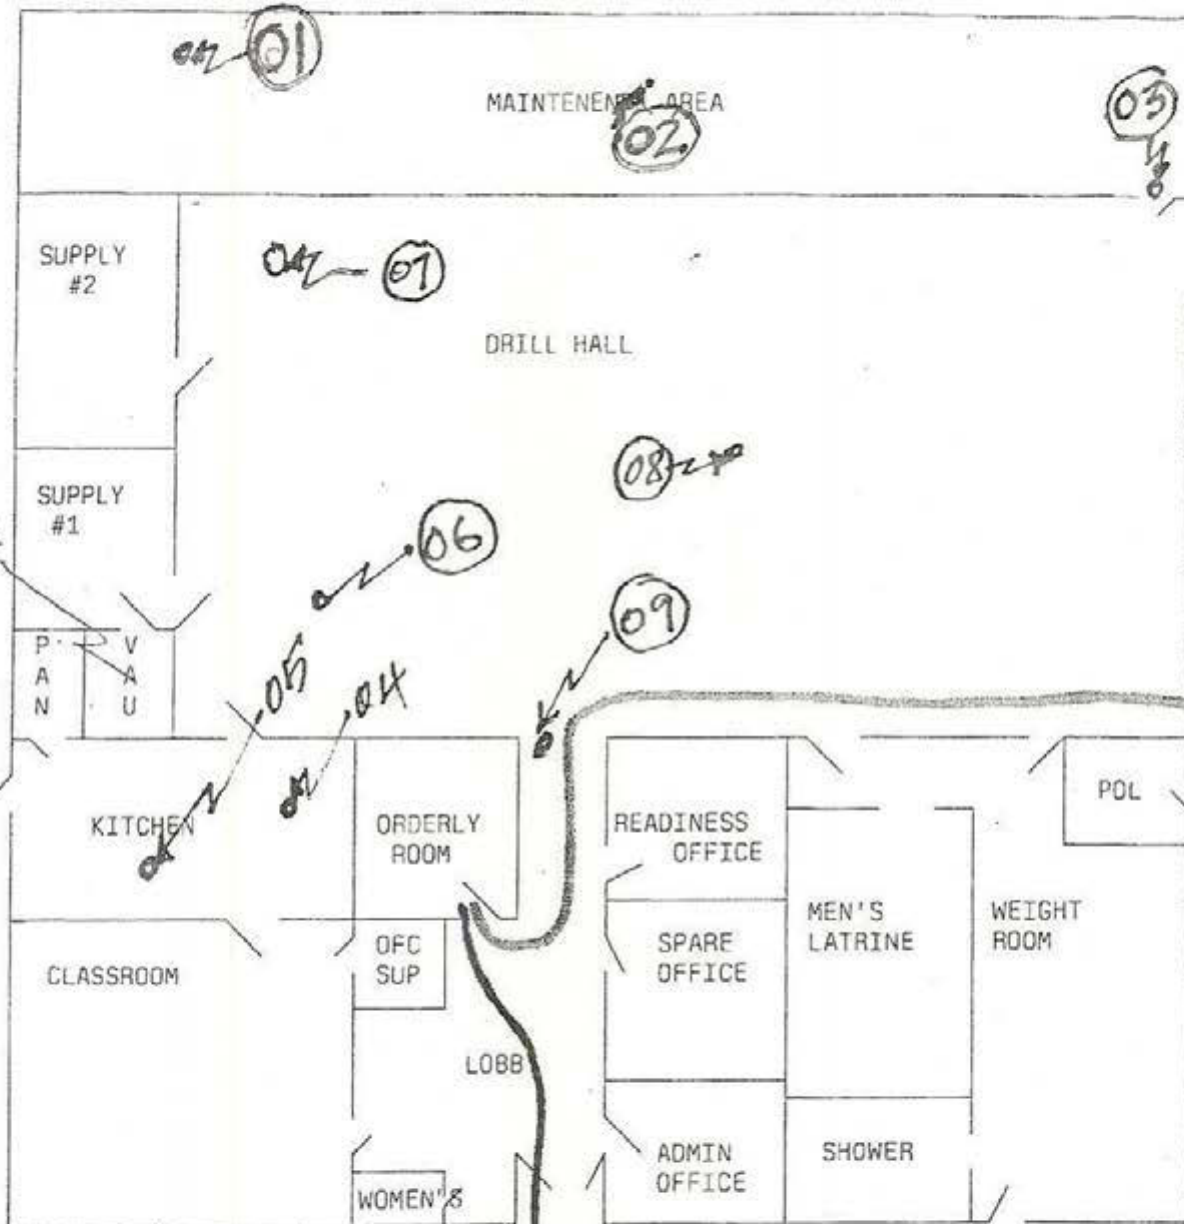 01
MAINTENEN AREA
02
03
SUPPLY
#2
07
DRILL HALL
08
SUPPLY
#1
06
09
P
A
N
V
A
U
05
04
KITCHEN
ORDERLY
ROOM
READINESS
OFFICE
POL
CLASSROOM
OFC
SUP
SPARE
OFFICE
MEN'S
LATRINE
WEIGHT
ROOM
LOBB
ADMIN
OFFICE
SHOWER
WOMEN'S